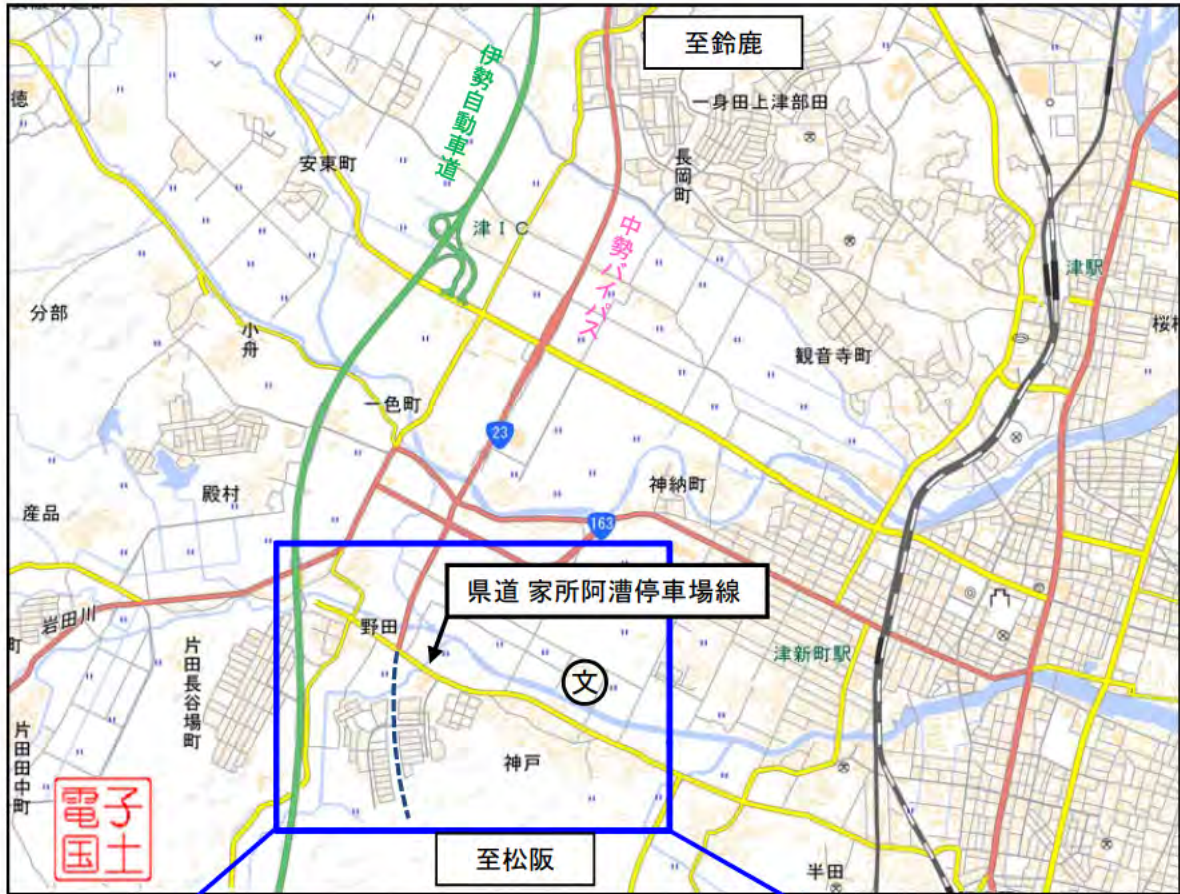 至鈴鹿
徳
伊勢自動車道
一身田上津部田
長岡町
安東町
津IC
中勢バイパス
津駅
分部
小舟
観音寺町
一色町
23
殿村
神納町
産品
163
県道 家所阿漕停車場線
岩田川
町
野田
津新町駅
片田長谷場町
文
片田田中町
神戸
電子国土
至松阪
半田